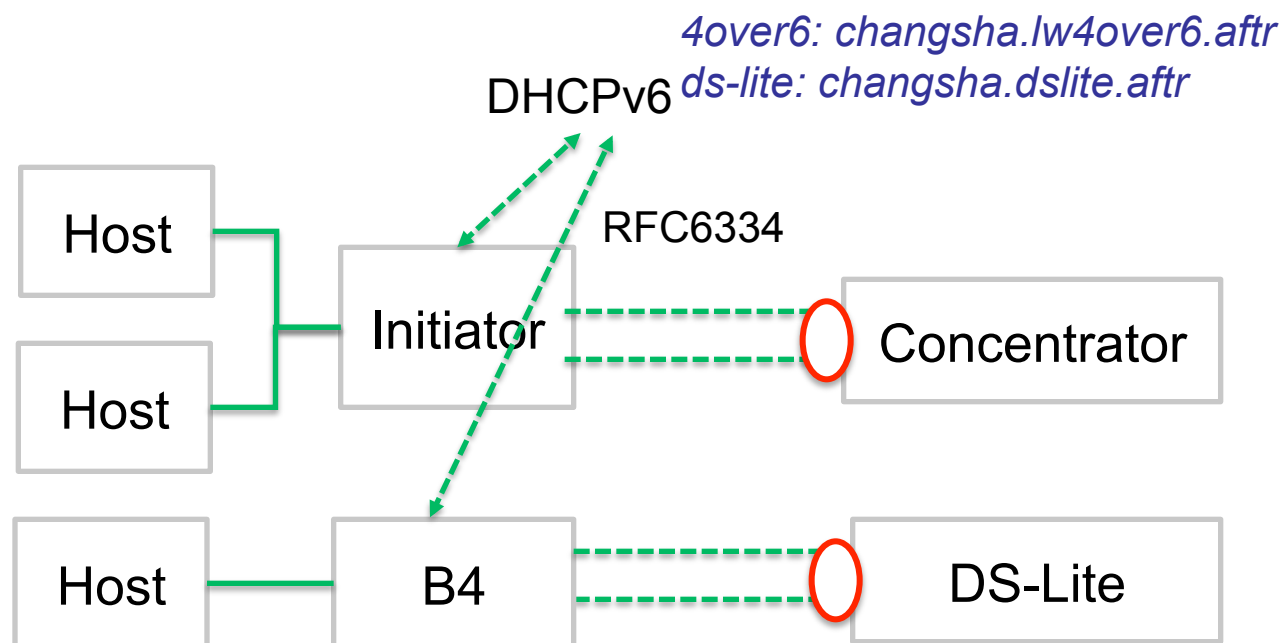 4over6: changsha.lw4over6.aftr
DHCPv6 ds-lite: changsha.dslite.aftr
RFC6334
Host
Initiator
Concentrator
Host
Host
B4
DS-Lite